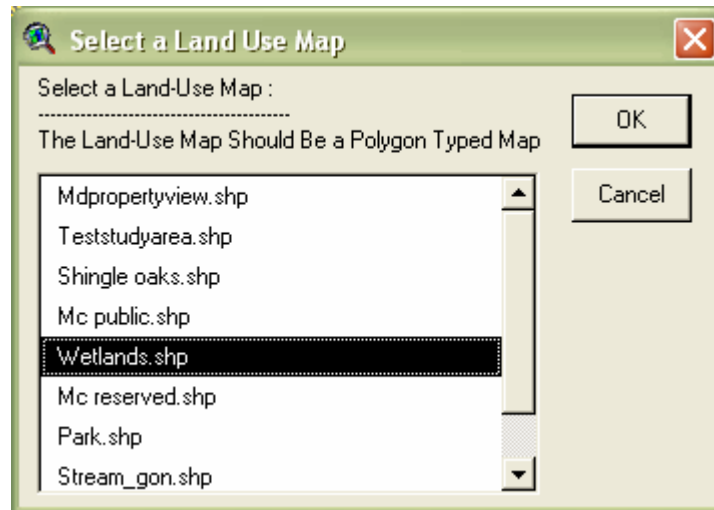 Select a Land Use Map
Select a Land-Use Map :
----------------------------------------
The Land-Use Map Should Be a Polygon Typed Map
OK
Cancel
Mdpropertyview.shp
Teststudyarea.shp
Shingle oaks.shp
Mc public.shp
Wetlands.shp
Mc reserved.shp
Park.shp
Stream_gon.shp